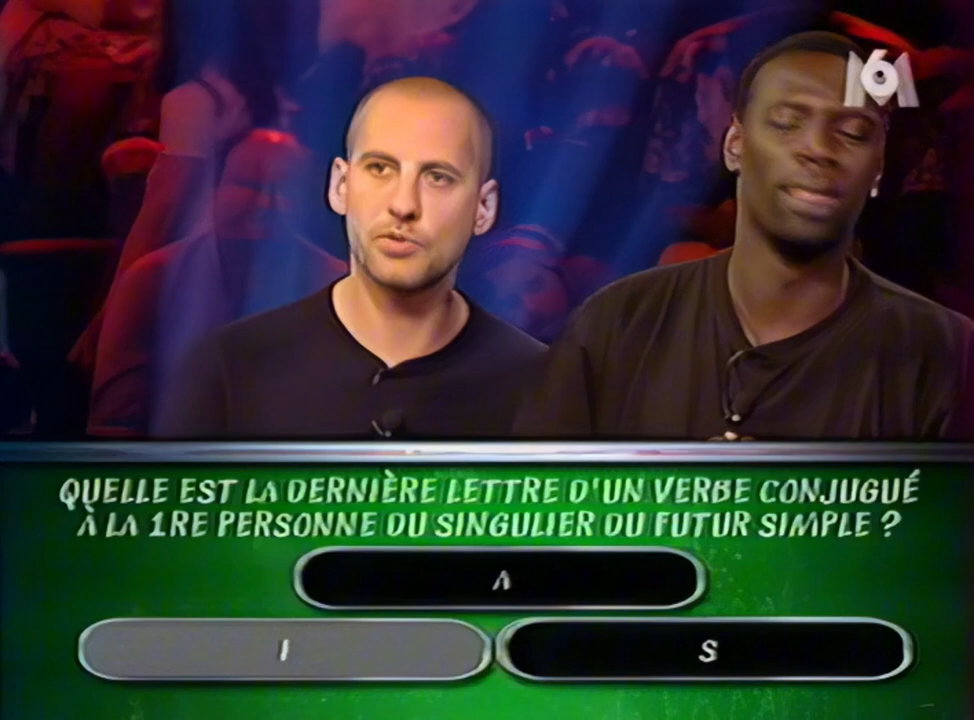 M6
QUELLE EST LA DERNIÈRE LETTRE D'UN VERBE CONJUGUÉ
À LA 1RE PERSONNE DU SINGULIER DU FUTUR SIMPLE ?
A
I
S